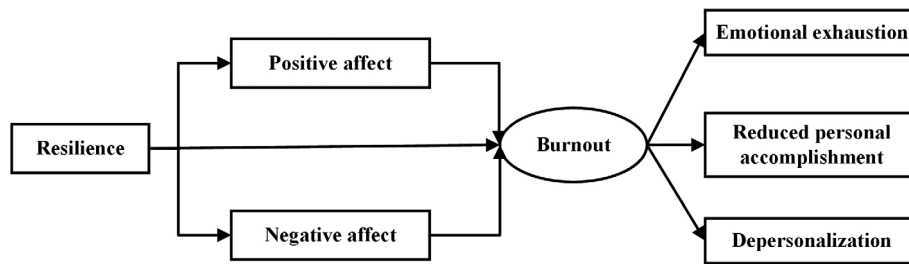 Emotional exhaustion
Positive affect
Resilience
Burnout
Reduced personal
accomplishment
Negative affect
Depersonalization